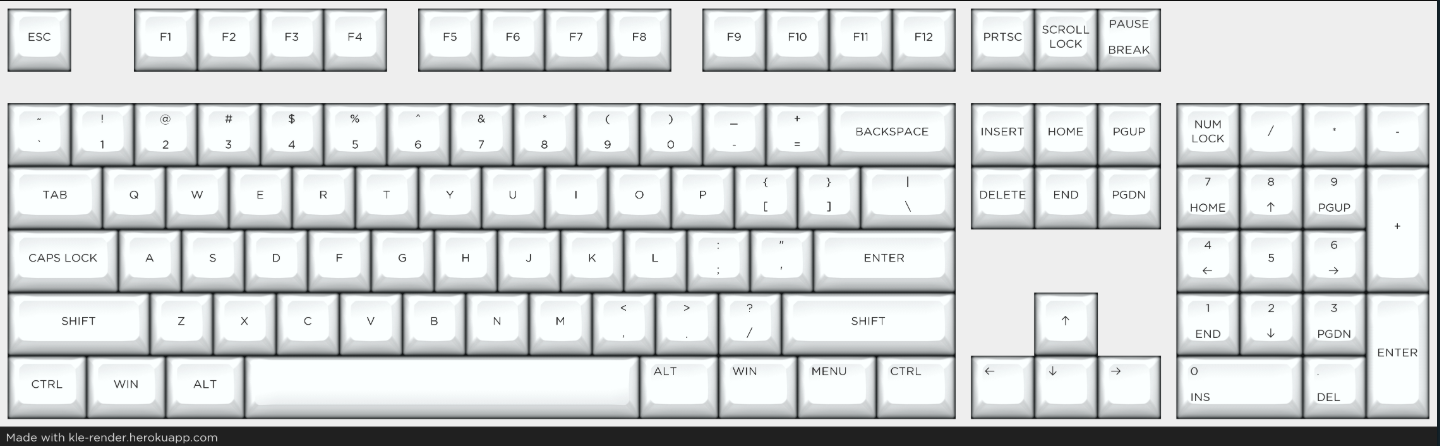 ESC F1 F2 F3 F4 F5 F6 F7 F8 F9 F10 F11 F12 PRTSC SCROLL LOCK PAUSE BREAK
~ ! @ # $ % ^ & * ( ) _ +
` 1 2 3 4 5 6 7 8 9 0 - = BACKSPACE INSERT HOME PGUP NUM LOCK / * -
TAB Q W E R T Y U I O P { [ } ] | \ DELETE END PGDN 7 HOME 8 ↑ 9 PGUP +
CAPS LOCK A S D F G H J K L : ; " ' ENTER 4 ← 5 6 →
SHIFT Z X C V B N M < , > . ? / SHIFT ↑ 1 END 2 ↓ 3 PGDN ENTER
CTRL WIN ALT ALT WIN MENU CTRL ← ↓ → 0 INS . DEL
Made with kle-render.herokuapp.com